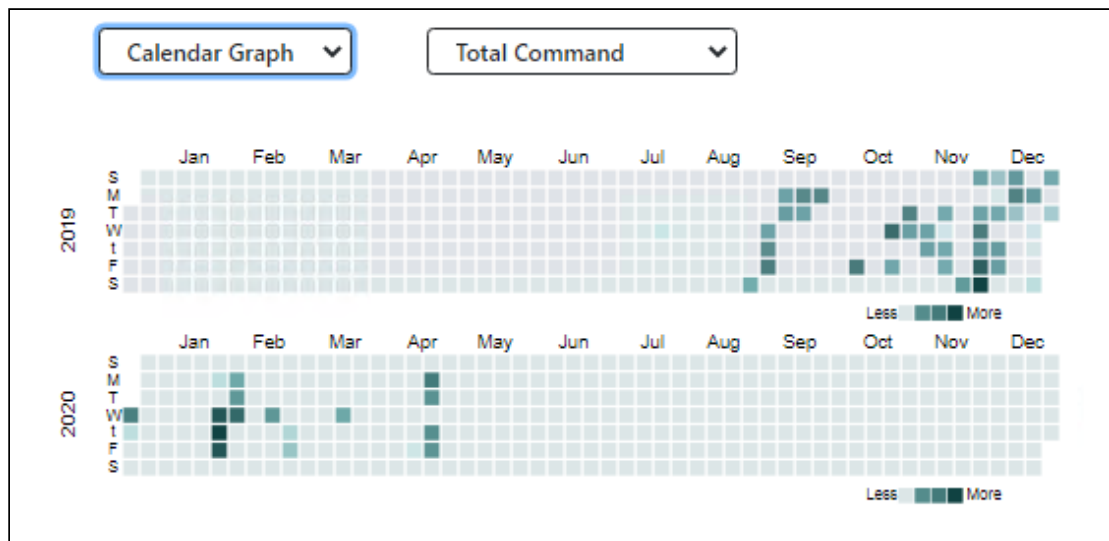 Calendar Graph Total Command
Jan Feb Mar Apr May Jun Jul Aug Sep Oct Nov Dec
2019
S
M
T
W
t
F
S
Less More
Jan Feb Mar Apr May Jun Jul Aug Sep Oct Nov Dec
2020
S
M
T
W
t
F
S
Less More